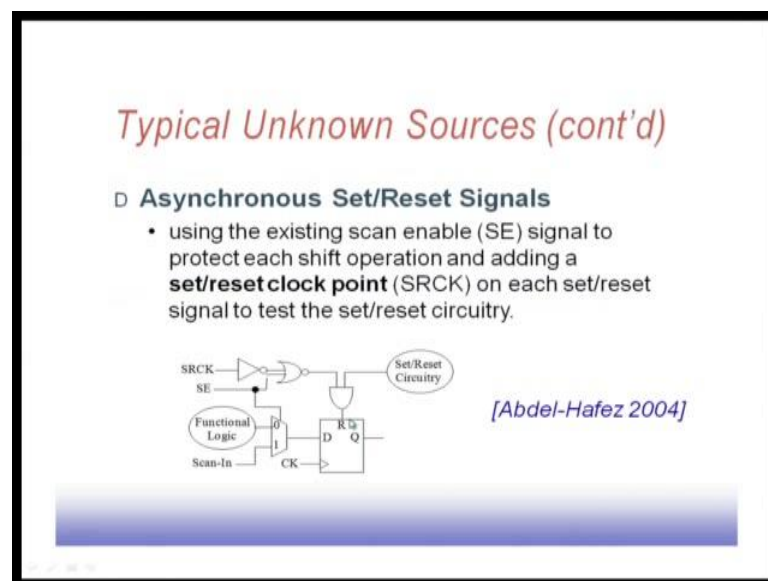 Typical Unknown Sources (cont'd)
D Asynchronous Set/Reset Signals
• using the existing scan enable (SE) signal to
protect each shift operation and adding a
set/reset clock point (SRCK) on each set/reset
signal to test the set/reset circuitry.
SRCK
SE
Set/Reset
Circuitry
[Abdel-Hafez 2004]
Functional
Logic
0
1
R
D Q
Scan-In
CK